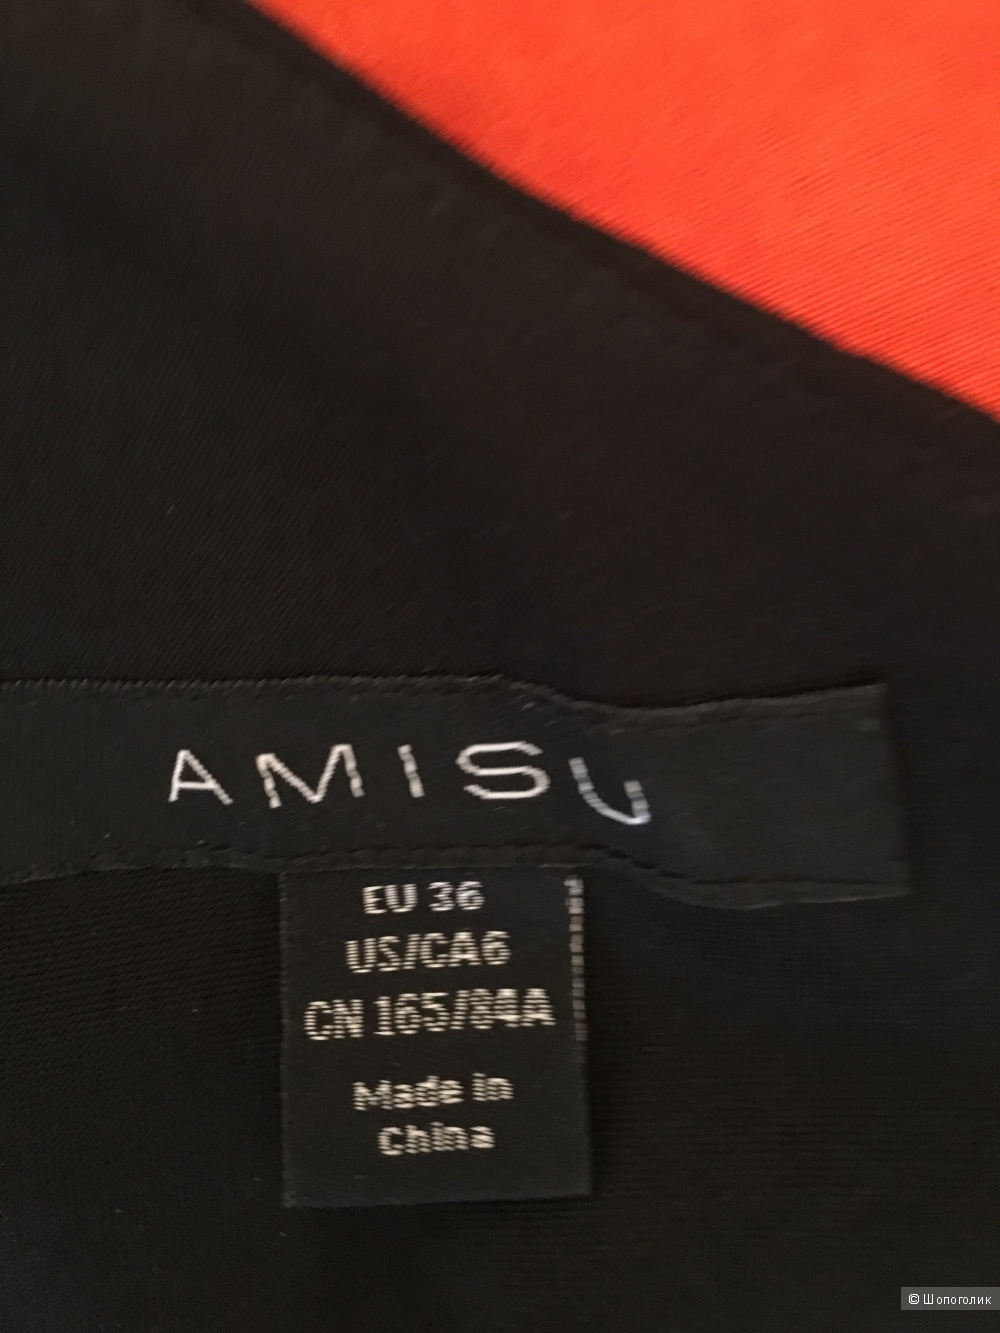 AMISU
EU 36
US/CA6
CN 165/84A
Made in
China
© Шопоголик